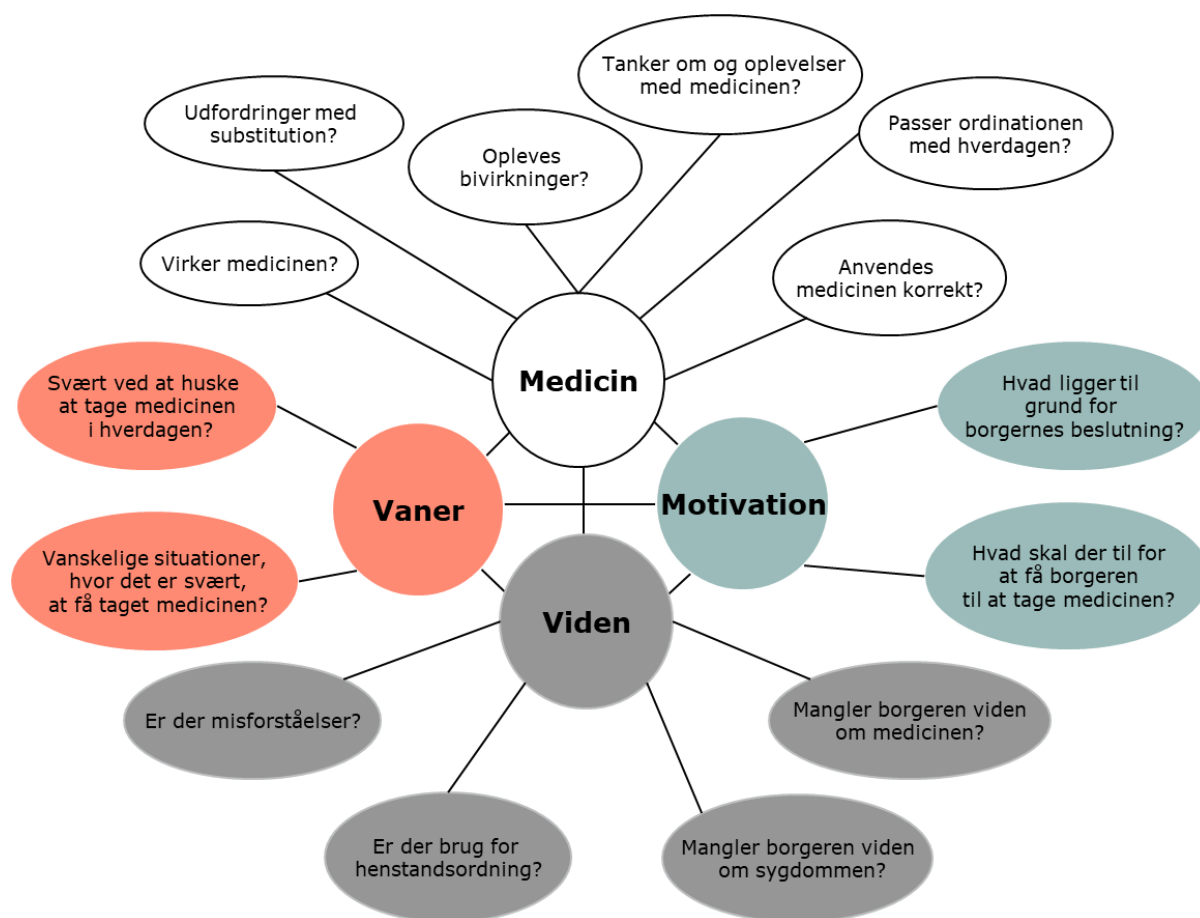 Tanker om og oplevelser
med medicinen?
Udfordringer med
substitution?
Passer ordinationen
med hverdagen?
Opleves
bivirkninger?
Virker medicinen?
Anvendes
medicinen korrekt?
Medicin
Svært ved at huske
at tage medicinen
i hverdagen?
Hvad ligger til
grund for
borgernes beslutning?
Vaner
Motivation
Vanskelige situationer,
hvor det er svært,
at få taget medicinen?
Hvad skal der til for
at få borgeren
til at tage medicinen?
Viden
Er der misforståelser?
Mangler borgeren viden
om medicinen?
Er der brug for
henstandsordning?
Mangler borgeren viden
om sygdommen?